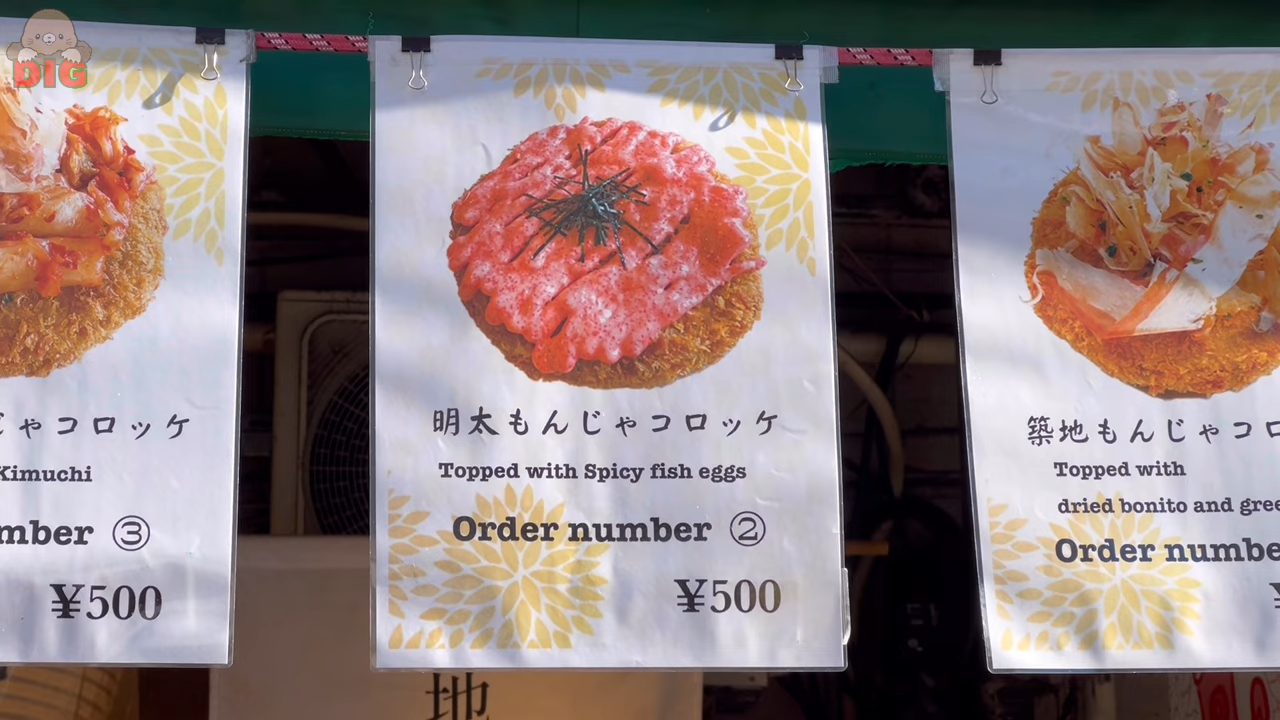 DIG
じゃコロッケ
Kimuchi
mber ③
¥500
明太もんじゃコロッケ
Topped with Spicy fish eggs
Order number ②
¥500
築地もんじゃコロ
Topped with
dried bonito and gree
Order numbe
地